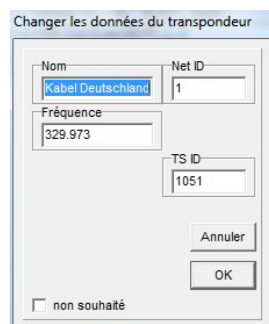 Changer les données du transpondeur
Nom
Net ID
Kabel Deutschland
1
Fréquence
329.973
TS ID
1051
Annuler
OK
non souhaité